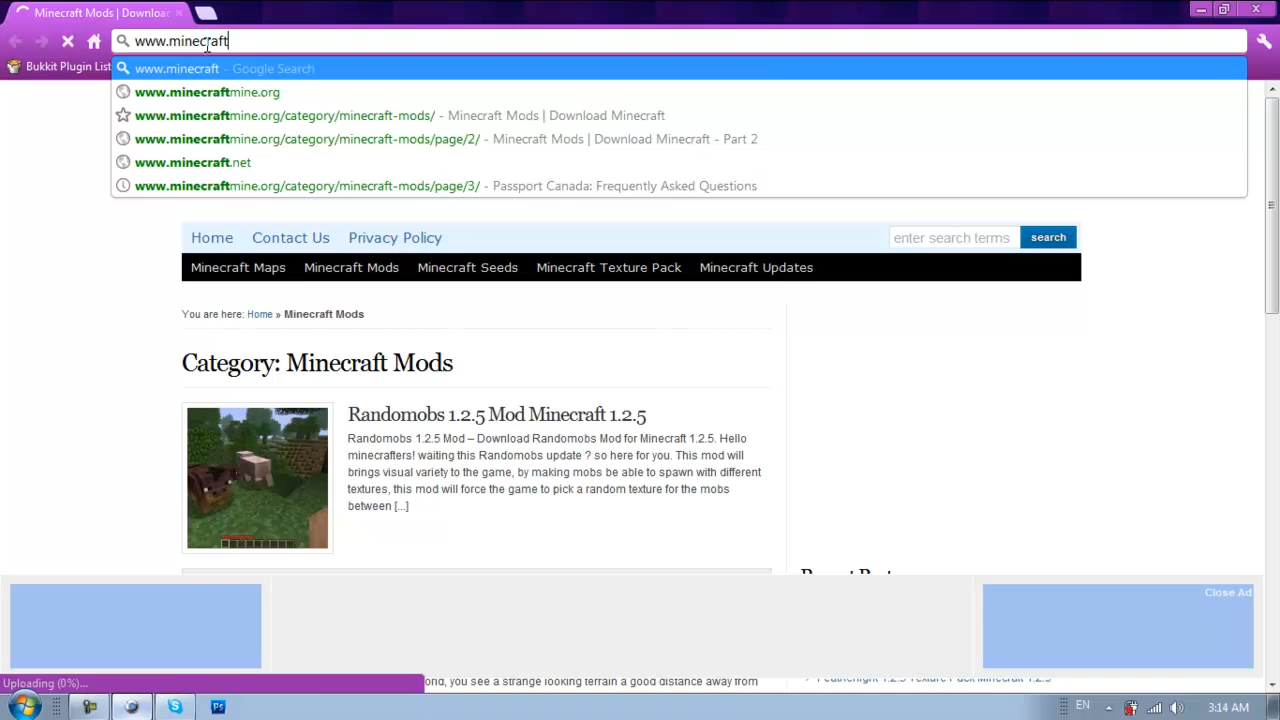 Minecraft Mods | Download
www.minecraft
Bukkit Plugin List
www.minecraft - Google Search
www.minecraftmine.org
www.minecraftmine.org/category/minecraft-mods/ - Minecraft Mods | Download Minecraft
www.minecraftmine.org/category/minecraft-mods/page/2/ - Minecraft Mods | Download Minecraft - Part 2
www.minecraft.net
www.minecraftmine.org/category/minecraft-mods/page/3/ - Passport Canada: Frequently Asked Questions
Home Contact Us Privacy Policy enter search terms search
Minecraft Maps Minecraft Mods Minecraft Seeds Minecraft Texture Pack Minecraft Updates
You are here: Home » Minecraft Mods
Category: Minecraft Mods
Randomobs 1.2.5 Mod Minecraft 1.2.5
Randomobs 1.2.5 Mod – Download Randomobs Mod for Minecraft 1.2.5. Hello
minecrafters! waiting this Randomobs update ? so here for you. This mod will
brings visual variety to the game, by making mobs be able to spawn with different
textures, this mod will force the game to pick a random texture for the mobs
between [...]
Close Ad
Uploading (0%)...
ond, you see a strange looking terrain a good distance away from
Ps
EN
3:14 AM